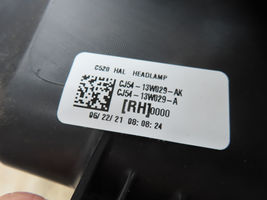 C520 HAL HEADLAMP
CJ54-13W029-AK
CJ54-13W029-A
[RH]0000
06/22/21 08:08:24